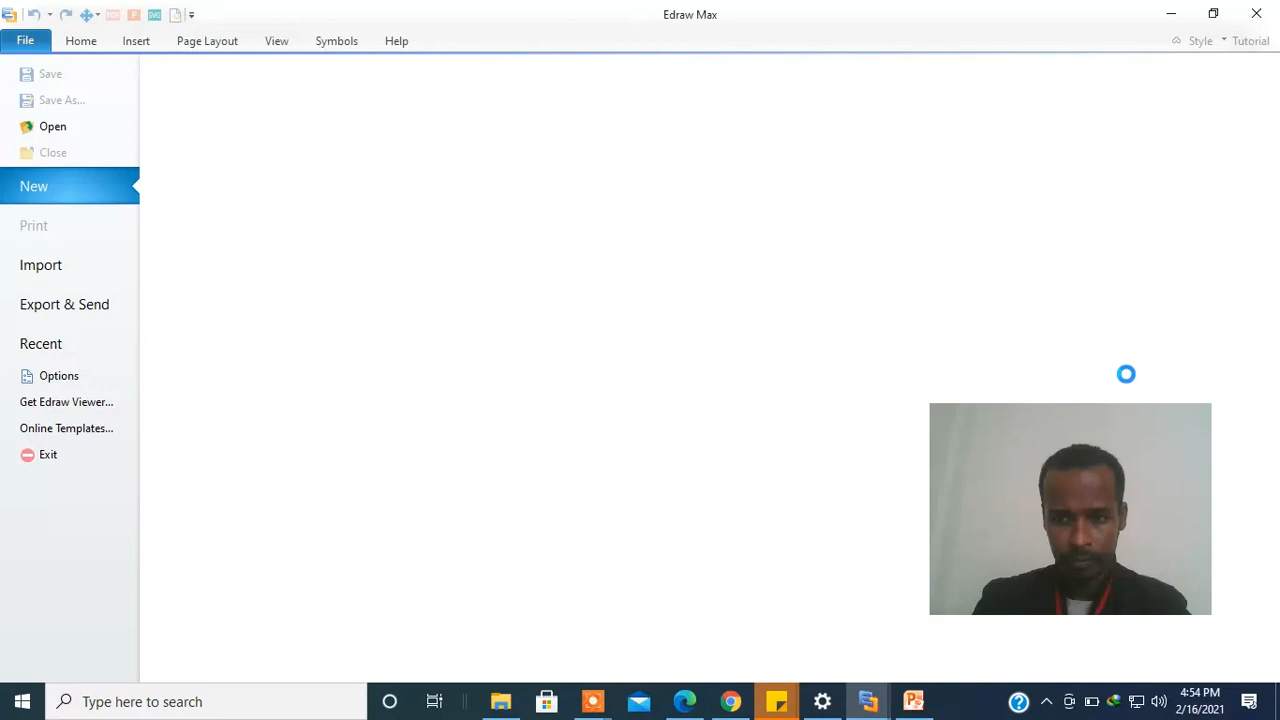 Edraw Max
File Home Insert Page Layout View Symbols Help Style Tutorial
Save
Save As...
Open
Close
New
Print
Import
Export & Send
Recent
Options
Get Edraw Viewer...
Online Templates...
Exit
Type here to search
4:54 PM
2/16/2021